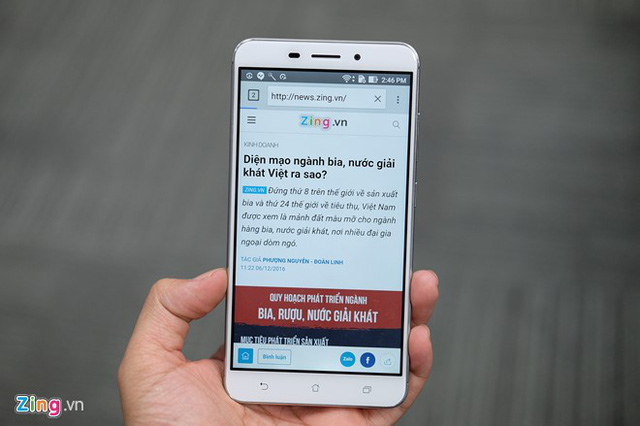 2:46 PM
2
http://news.zing.vn/
Zing.vn
KINH DOANH
Diện mạo ngành bia, nước giải
khát Việt ra sao?
ZING.VN Đứng thứ 8 trên thế giới về sản xuất
bia và thứ 24 thế giới về tiêu thụ, Việt Nam
được xem là mảnh đất màu mỡ cho ngành
hàng bia, nước giải khát, nơi nhiều đại gia
ngoại dòm ngó.
TÁC GIẢ PHƯỢNG NGUYỄN - ĐOÀN LINH
11:22 06/12/2016
QUY HOẠCH PHÁT TRIỂN NGÀNH
BIA, RƯỢU, NƯỚC GIẢI KHÁT
MỤC TIÊU PHÁT TRIỂN SẢN XUẤT
Bình luận
Zalo
f
Zing.vn